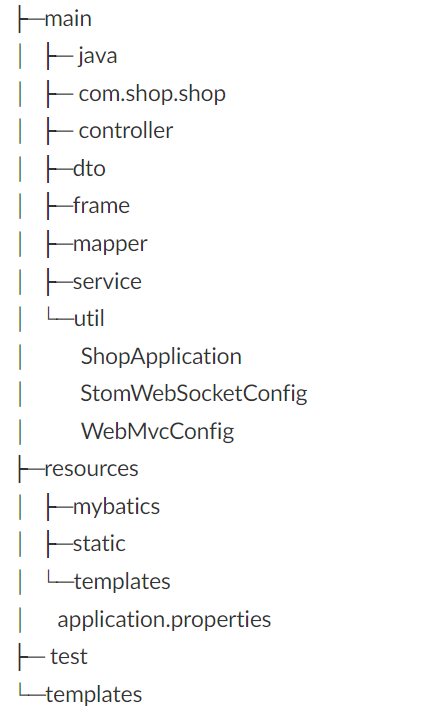 ├─main
│ ├─ java
│ ├─ com.shop.shop
│ ├─ controller
│ ├─dto
│ ├─frame
│ ├─mapper
│ ├─service
│ └─util
│ ShopApplication
│ StomWebSocketConfig
│ WebMvcConfig
├─resources
│ ├─mybatics
│ ├─static
│ └─templates
│ application.properties
├─ test
└─templates